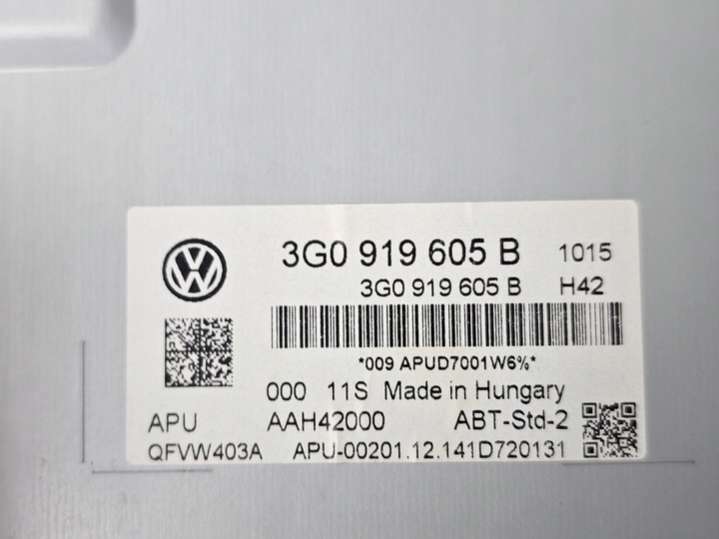 3G0 919 605 B 1015
3G0 919 605 B H42
*009 APUD7001W6%*
000 11S Made in Hungary
APU AAH42000 ABT-Std-2
QFVW403A APU-00201.12.141D720131